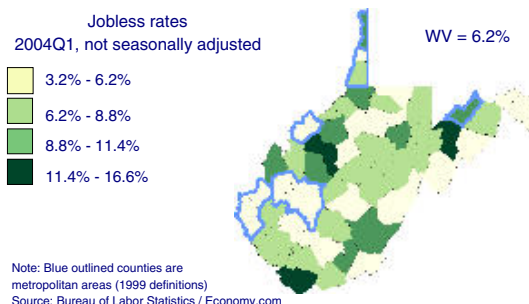 Jobless rates
2004Q1, not seasonally adjusted
WV = 6.2%
3.2% - 6.2%
6.2% - 8.8%
8.8% - 11.4%
11.4% - 16.6%
Note: Blue outlined counties are
metropolitan areas (1999 definitions)
Source: Bureau of Labor Statistics / Economy.com